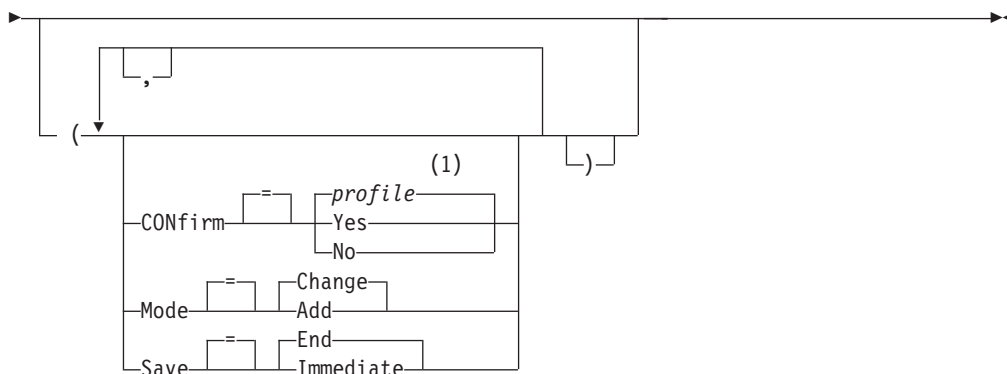 ,
(
)
(1)
= profile
CONfirm Yes
No
= Change
Mode Add
= End
Save Immediate